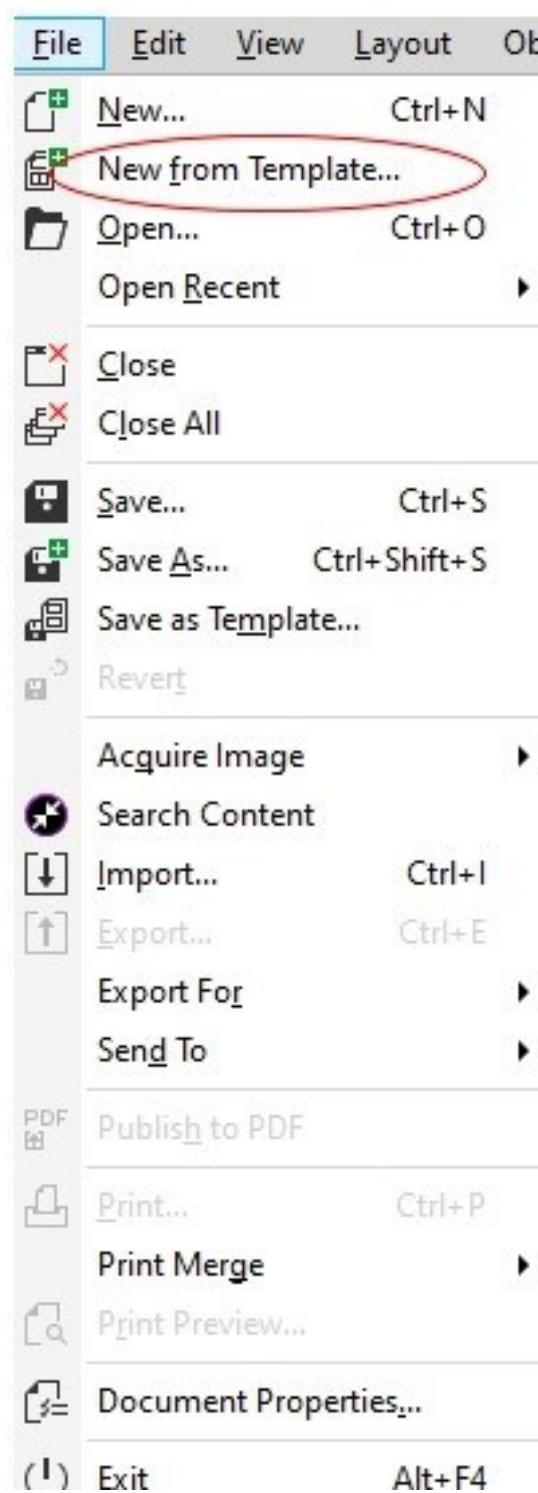 File Edit View Layout Ob
New... Ctrl+N
New from Template...
Open... Ctrl+O
Open Recent
Close
Close All
Save... Ctrl+S
Save As... Ctrl+Shift+S
Save as Template...
Revert
Acquire Image
Search Content
Import... Ctrl+I
Export... Ctrl+E
Export For
Send To
PDF Publish to PDF
Print... Ctrl+P
Print Merge
Print Preview...
Document Properties...
Exit Alt+F4